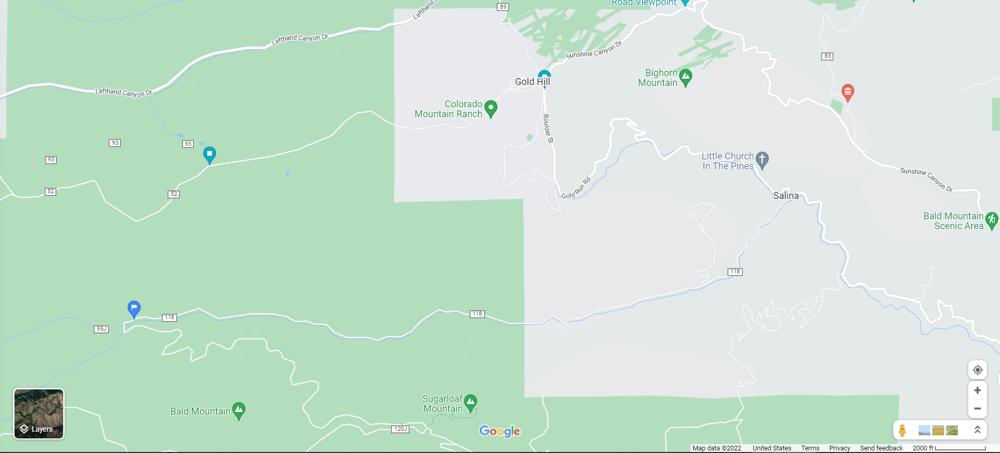 Road Viewpoint
89
Lefthand
Lefthand Canyon Dr
Sunshine Canyon Dr
83
Bighorn
Mountain
Gold Hill
Lefthand Canyon Dr
Colorado
Mountain Ranch
Boulder St
93
93
93
Little Church
In The Pines
Sunshine Canyon Dr
Gold Run Rd
52
52
Salina
Bald Mountain
Scenic Area
118
118
118
95J
Sugarloaf
Mountain
Bald Mountain
120J
Layers
Google
Map data ©2022 United States Terms Privacy Send feedback 2000 ft